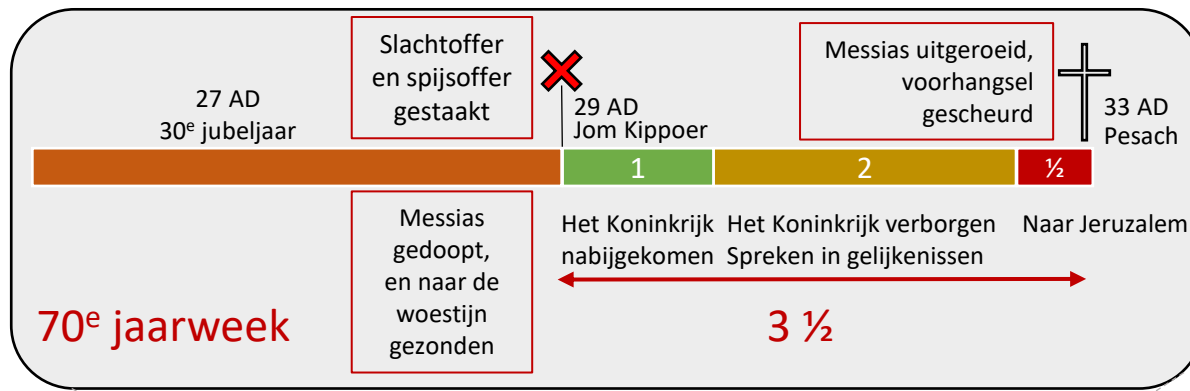 Slachtoffer
en spijsoffer
gestaakt
Messias uitgeroeid,
voorhangsel
gescheurd
27 AD
30e jubeljaar
29 AD
Jom Kippoer
33 AD
Pesach
1
2
½
Messias
gedoopt,
en naar de
woestijn
gezonden
Het Koninkrijk
nabijgekomen
Het Koninkrijk verborgen
Spreken in gelijkenissen
Naar Jeruzalem
70e jaarweek
3 ½